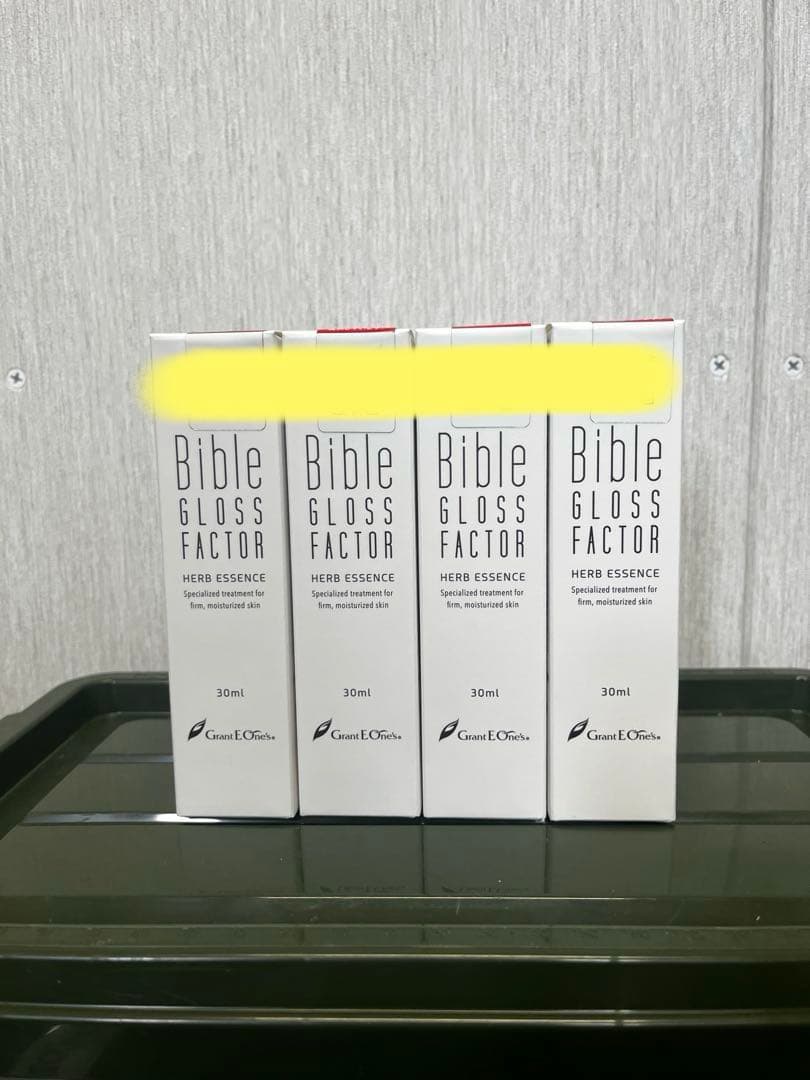 Bible
GLOSS
FACTOR
HERB ESSENCE
Specialized treatment for
firm, moisturized skin
30ml
Grant E.One's
Bible
GLOSS
FACTOR
HERB ESSENCE
Specialized treatment for
firm, moisturized skin
30ml
Grant E.One's
Bible
GLOSS
FACTOR
HERB ESSENCE
Specialized treatment for
firm, moisturized skin
30ml
Grant E.One's
Bible
GLOSS
FACTOR
HERB ESSENCE
Specialized treatment for
firm, moisturized skin
30ml
Grant E.One's